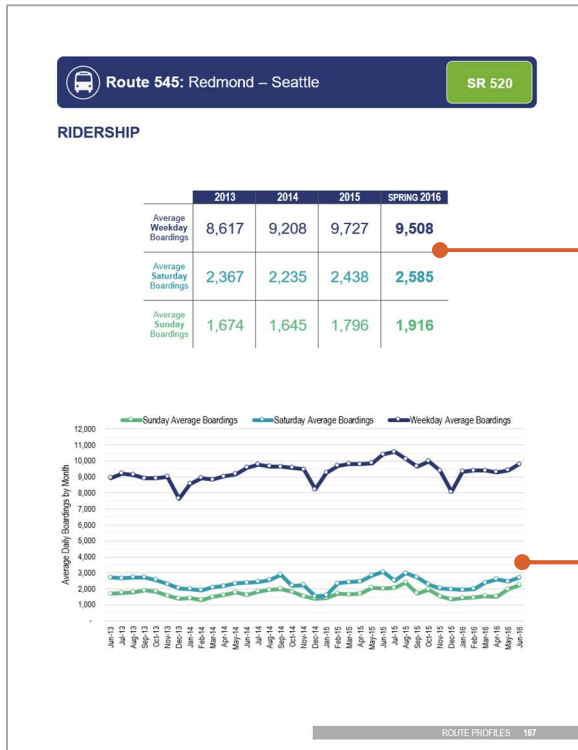 Route 545: Redmond – Seattle
SR 520
RIDERSHIP
2013 2014 2015 SPRING 2016
Average
Weekday
Boardings
8,617 9,208 9,727 9,508
Average
Saturday
Boardings
2,367 2,235 2,438 2,585
Average
Sunday
Boardings
1,674 1,645 1,796 1,916
Sunday Average Boardings Saturday Average Boardings Weekday Average Boardings
Average Daily Boardings by Month
12,000
11,000
10,000
9,000
8,000
7,000
6,000
5,000
4,000
3,000
2,000
1,000
-
Jun-13 Jul-13 Aug-13 Sep-13 Oct-13 Nov-13 Dec-13 Jan-14 Feb-14 Mar-14 Apr-14 May-14 Jun-14 Jul-14 Aug-14 Sep-14 Oct-14 Nov-14 Dec-14 Jan-15 Feb-15 Mar-15 Apr-15 May-15 Jun-15 Jul-15 Aug-15 Sep-15 Oct-15 Nov-15 Dec-15 Jan-16 Feb-16 Mar-16 Apr-16 May-16 Jun-16
ROUTE PROFILES 167